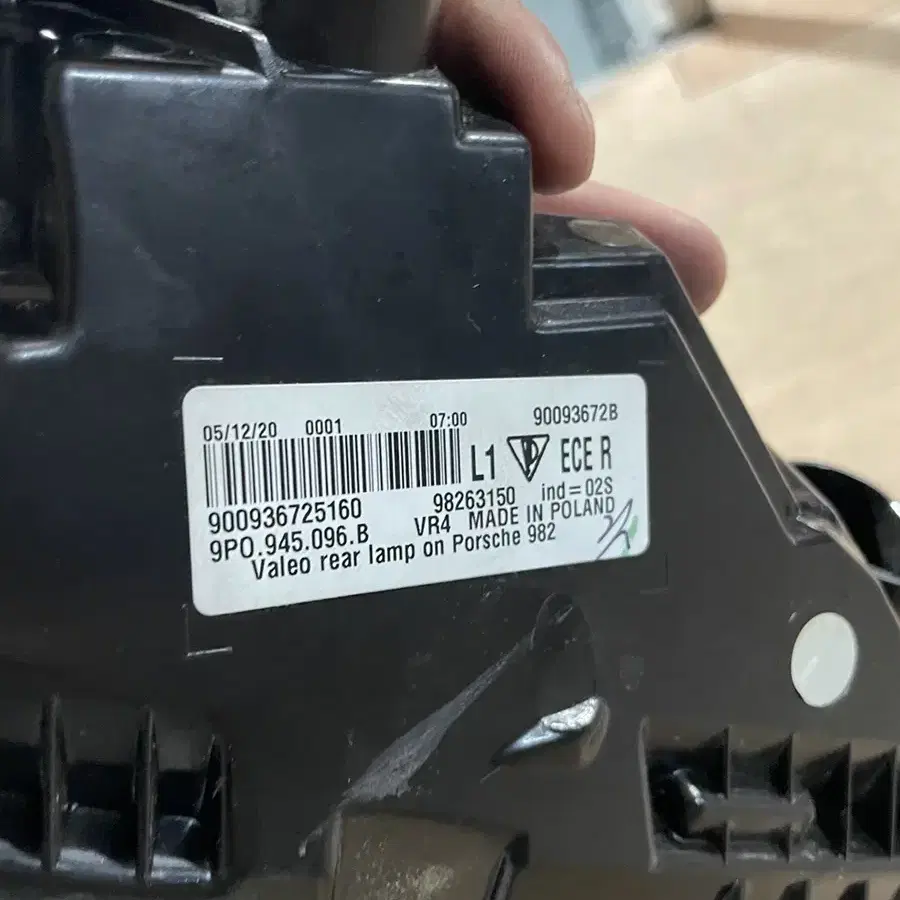 05/12/20 0001 07:00 90093672B
L1 ECE R
900936725160 98263150 ind=02S
9P0.945.096.B VR4 MADE IN POLAND
Valeo rear lamp on Porsche 982